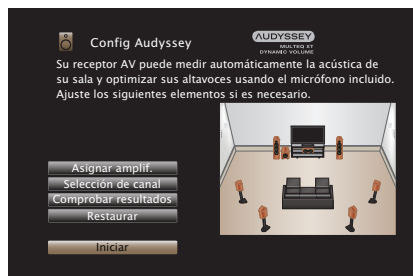 Config Audyssey
AUDYSSEY
MULTEQ XT
DYNAMIC VOLUME
Su receptor AV puede medir automáticamente la acústica de
su sala y optimizar sus altavoces usando el micrófono incluido.
Ajuste los siguientes elementos si es necesario.
Asignar amplif.
Selección de canal
Comprobar resultados
Restaurar
Iniciar